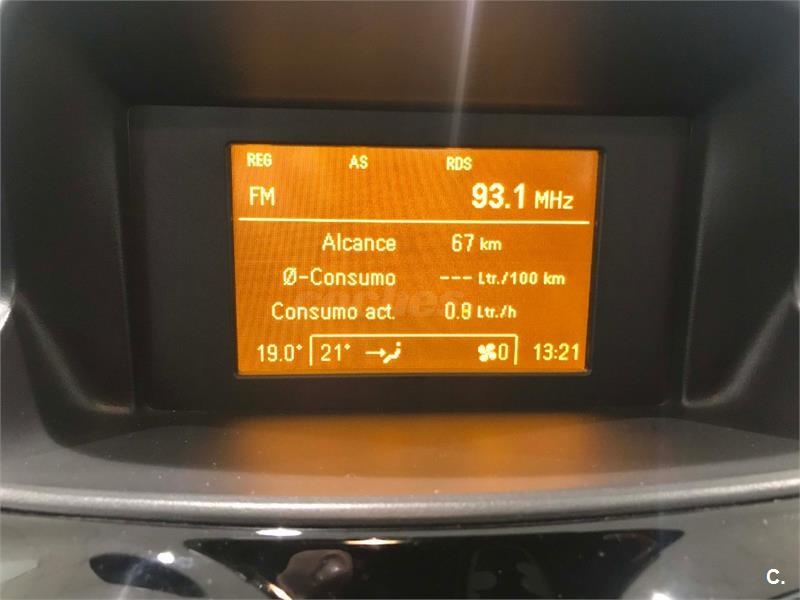 REG AS RDS
FM 93.1 MHz
Alcance 67 km
Ø-Consumo --- Ltr./100 km
Consumo act. 0.8 Ltr./h
19.0° 21° 0 13:21
C.